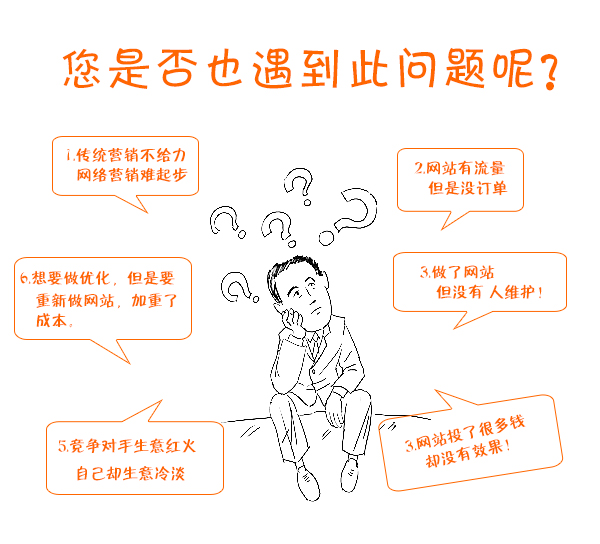 您是否也遇到此问题呢?
1.传统营销不给力
网络营销难起步
2.网站有流量
但是没订单
3.做了网站
但没有 人维护!
3.网站投了很多钱
却没有效果!
5.竞争对手生意红火
自己却生意冷淡
6.想要做优化, 但是要
重新做网站, 加重了
成本。